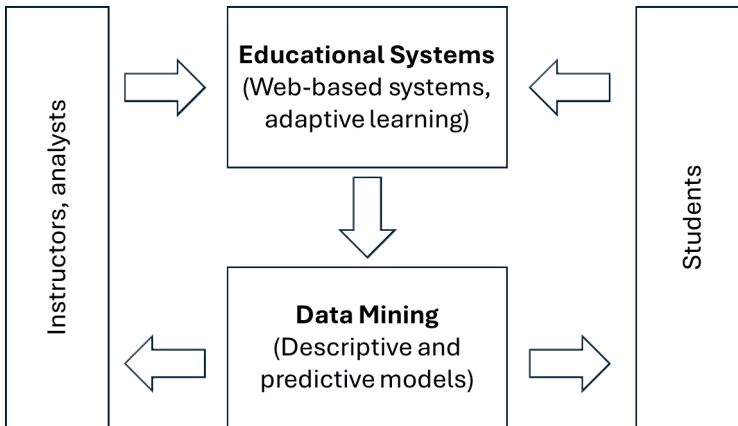 Instructors, analysts
Educational Systems
(Web-based systems,
adaptive learning)
Data Mining
(Descriptive and
predictive models)
Students